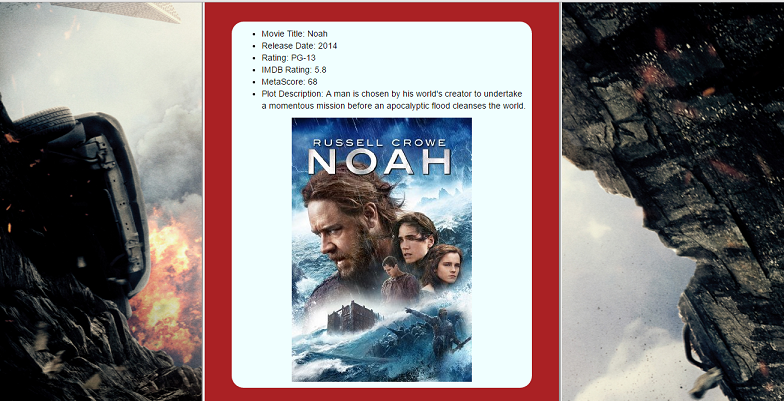 Movie Title: Noah
Release Date: 2014
Rating: PG-13
IMDB Rating: 5.8
MetaScore: 68
Plot Description: A man is chosen by his world's creator to undertake
a momentous mission before an apocalyptic flood cleanses the world.
RUSSELL CROWE
NOAH